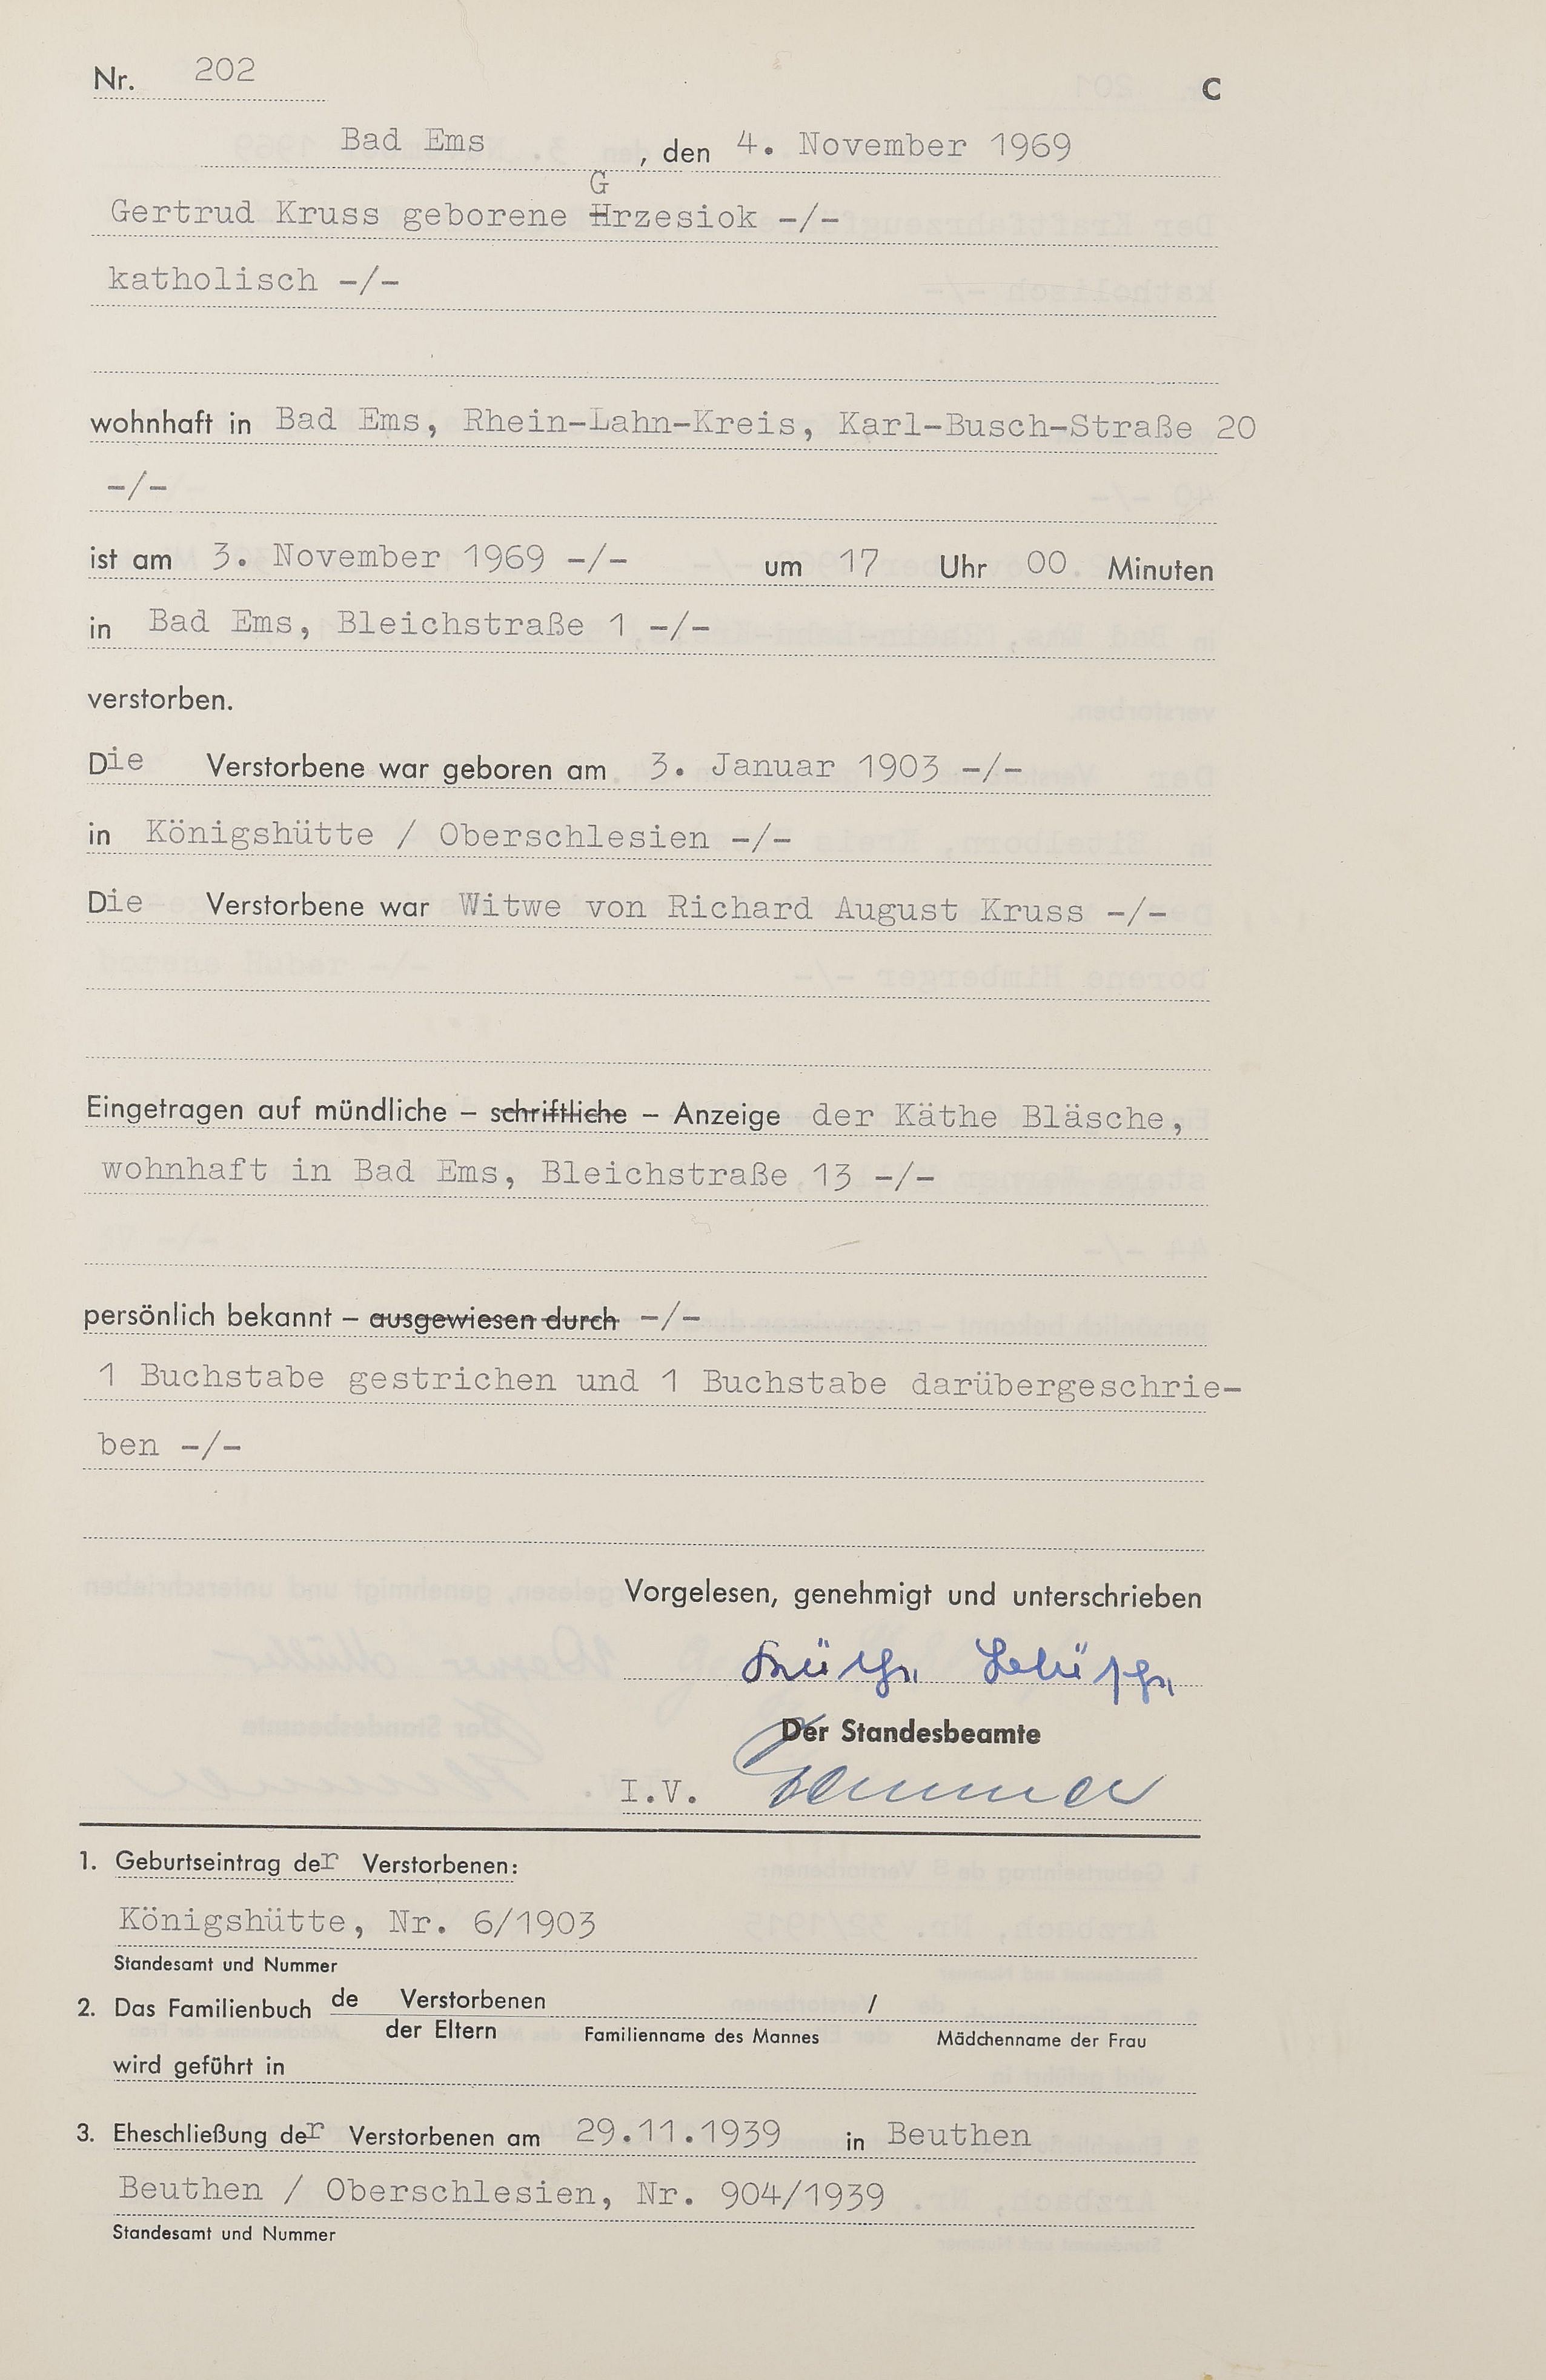 Nr. 202 C
Bad Ems , den 4. November 1969
G
Gertrud Kruss geborene Hrzesiok -/-
katholisch -/-
wohnhaft in Bad Ems, Rhein-Lahn-Kreis, Karl-Busch-Straße 20
-/-
ist am 3. November 1969 -/- um 17 Uhr 00 Minuten
in Bad Ems, Bleichstraße 1 -/-
verstorben.
Die Verstorbene war geboren am 3. Januar 1903 -/-
in Königshütte / Oberschlesien -/-
Die Verstorbene war Witwe von Richard August Kruss -/-
Eingetragen auf mündliche – schriftliche – Anzeige der Käthe Bläsche,
wohnhaft in Bad Ems, Bleichstraße 13 -/-
persönlich bekannt – ausgewiesen durch -/-
1 Buchstabe gestrichen und 1 Buchstabe darübergeschrie-
ben -/-
Vorgelesen, genehmigt und unterschrieben
Käthe Bläsche
Der Standesbeamte
I.V.
1. Geburtseintrag der Verstorbenen:
Königshütte, Nr. 6/1903
Standesamt und Nummer
2. Das Familienbuch de Verstorbenen /
der Eltern Familienname des Mannes Mädchenname der Frau
wird geführt in
3. Eheschließung der Verstorbenen am 29.11.1939 in Beuthen
Beuthen / Oberschlesien, Nr. 904/1939
Standesamt und Nummer